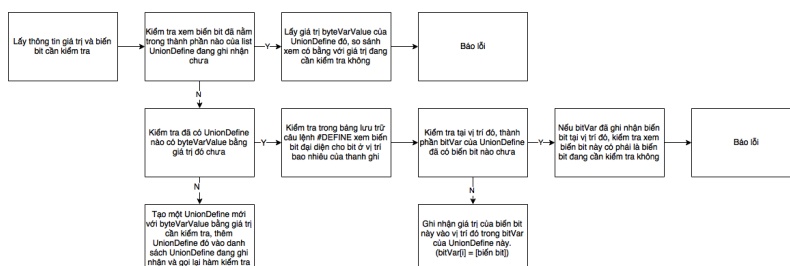 Lấy thông tin giá trị và biến
bit cần kiểm tra
Kiểm tra xem biến bit đã nằm
trong thành phần nào của list
UnionDefine đang ghi nhận
chưa
Y
Lấy giá trị byteVarValue của
UnionDefine đó, so sánh
xem có bằng với giá trị đang
cần kiểm tra không
Báo lỗi
N
Kiểm tra đã có UnionDefine
nào có byteVarValue bằng
giá trị đó chưa
Y
Kiểm tra trong bảng lưu trữ
câu lệnh #DEFINE xem biến
bit đại diện cho bit ở vị trí
bao nhiêu của thanh ghi
Kiểm tra tại vị trí đó, thành
phần bitVar của UnionDefine
đã có biến bit nào chưa
Y
Nếu bitVar đã ghi nhận biến
bit tại vị trí đó, kiểm tra xem
biến bit này có phải là biến
bit đang cần kiểm tra không
Báo lỗi
N
N
Tạo một UnionDefine mới
với byteVarValue bằng giá trị
cần kiểm tra, thêm
UnionDefine đó vào danh
sách UnionDefine đang ghi
nhận và gọi lại hàm kiểm tra
Ghi nhận giá trị của biến bit
này vào vị trí đó trong bitVar
của UnionDefine này.
(bitVar[i] = [biến bit])